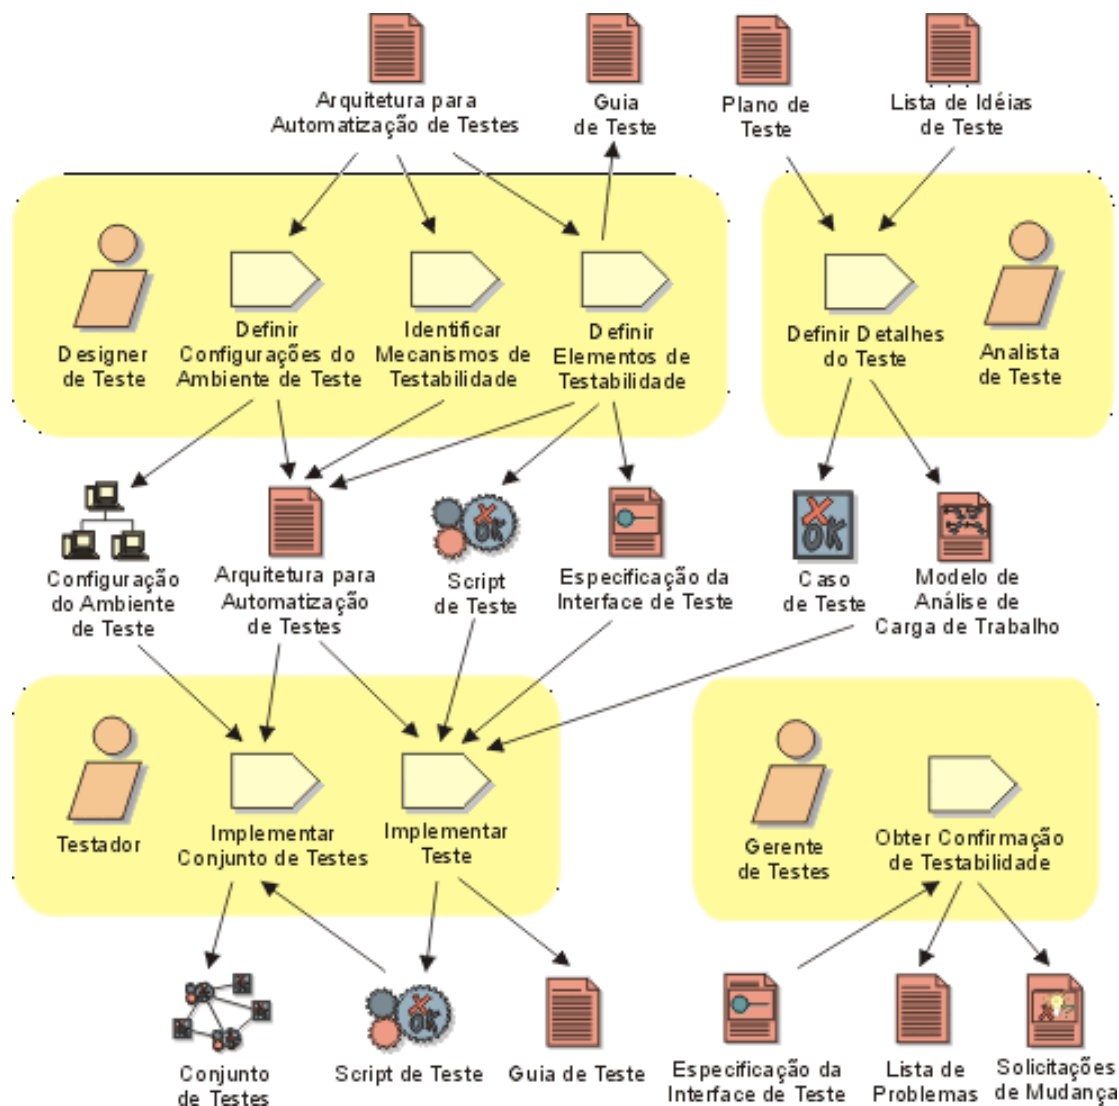 Arquitetura para
Automatização de Testes
Guia
de Teste
Plano de
Teste
Lista de Idéias
de Teste
Designer
de Teste
Definir
Configurações do
Ambiente de Teste
Identificar
Mecanismos de
Testabilidade
Definir
Elementos de
Testabilidade
Definir Detalhes
do Teste
Analista
de Teste
Configuração
do Ambiente
de Teste
Arquitetura para
Automatização
de Testes
OK
Script
de Teste
Especificação da
Interface de Teste
OK
Caso
de Teste
Modelo de
Análise de
Carga de Trabalho
Testador
Implementar
Conjunto de Testes
Implementar
Teste
Gerente
de Testes
Obter Confirmação
de Testabilidade
Conjunto
de Testes
OK
Script de Teste
Guia de Teste
Especificação da
Interface de Teste
Lista de
Problemas
Solicitações
de Mudança